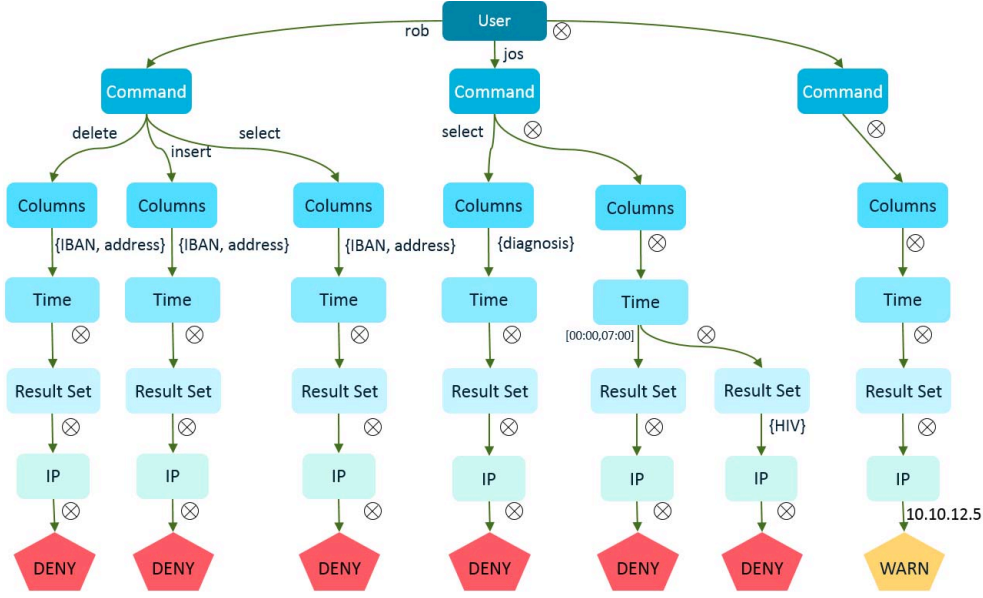 User
rob
⊗
jos
Command
Command
Command
delete
insert
select
select
⊗
⊗
Columns
Columns
Columns
Columns
Columns
Columns
{IBAN, address}
{IBAN, address}
{IBAN, address}
{diagnosis}
⊗
⊗
Time
Time
Time
Time
Time
Time
⊗
⊗
⊗
⊗
[00:00,07:00]
⊗
⊗
Result Set
Result Set
Result Set
Result Set
Result Set
Result Set
Result Set
⊗
⊗
⊗
⊗
⊗
{HIV}
⊗
IP
IP
IP
IP
IP
IP
IP
⊗
⊗
⊗
⊗
⊗
⊗
10.10.12.5
DENY
DENY
DENY
DENY
DENY
DENY
WARN